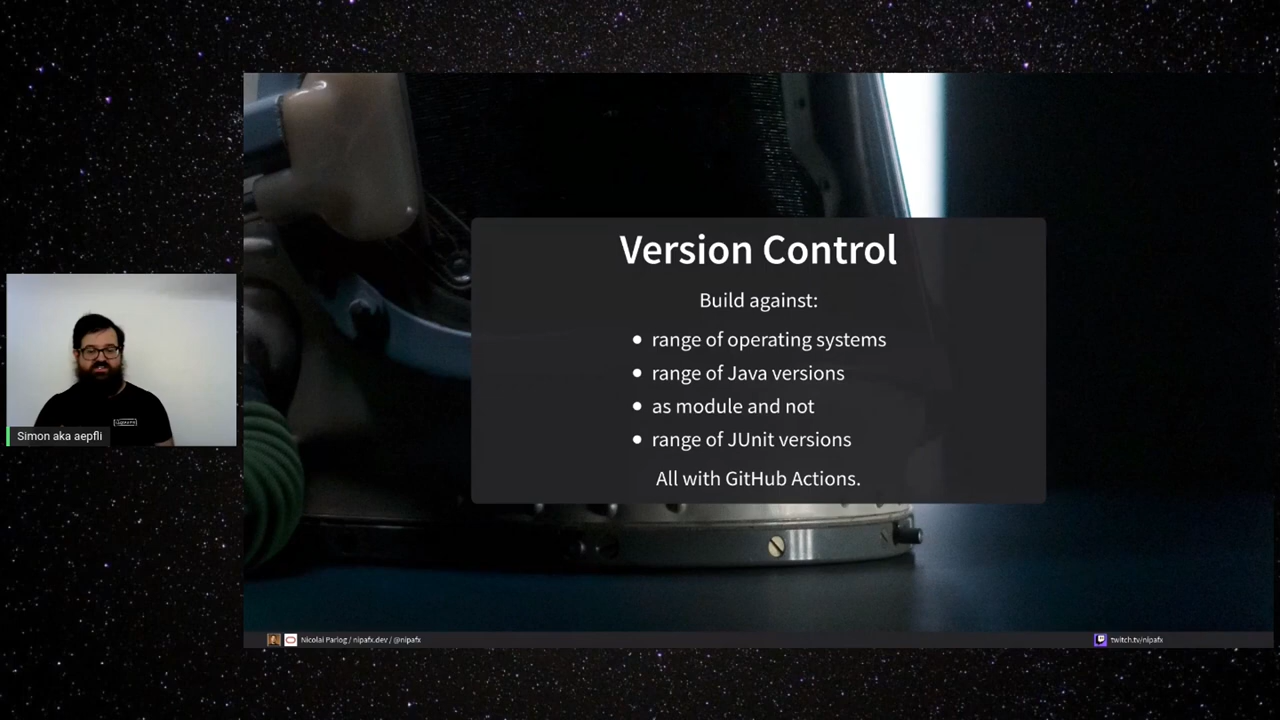 Version Control
Build against:
range of operating systems
range of Java versions
as module and not
range of JUnit versions
All with GitHub Actions.
Simon aka aepfli
Nicolai Parlog / nipafx.dev / @nipafx
twitch.tv/nipafx